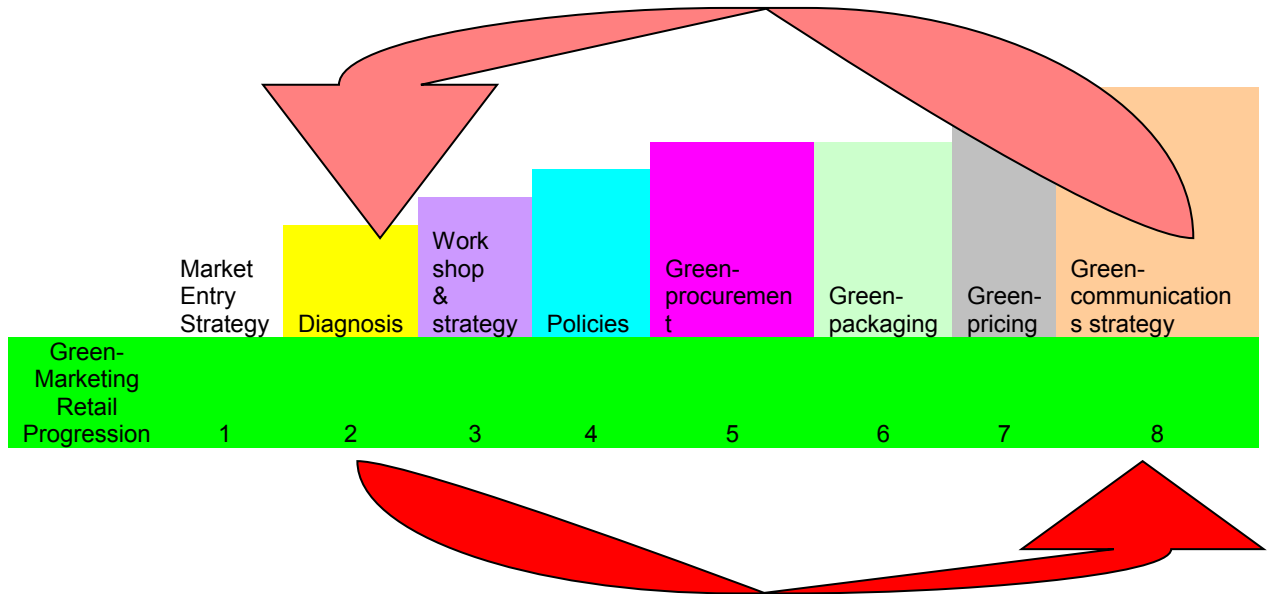 Market
Entry
Strategy
Diagnosis
Work
shop
&
strategy
Policies
Green-
procuremen
t
Green-
packaging
Green-
pricing
Green-
communication
s strategy
Green-
Marketing
Retail
Progression
1
2
3
4
5
6
7
8